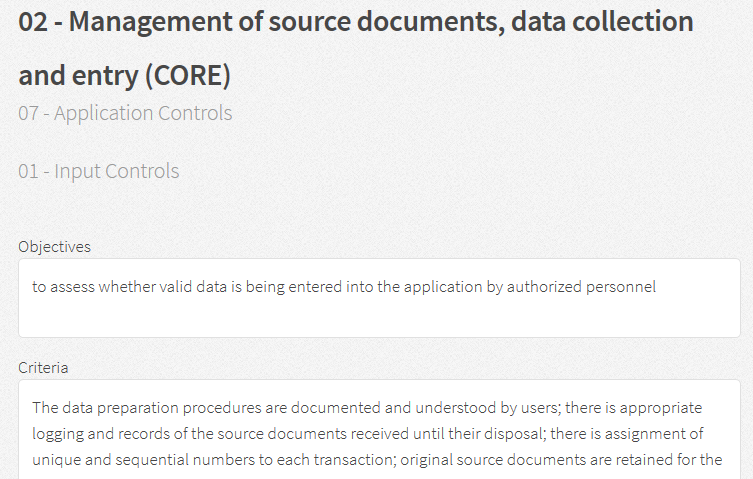 02 - Management of source documents, data collection
and entry (CORE)
07 - Application Controls
01 - Input Controls
Objectives
to assess whether valid data is being entered into the application by authorized personnel
Criteria
The data preparation procedures are documented and understood by users; there is appropriate
logging and records of the source documents received until their disposal; there is assignment of
unique and sequential numbers to each transaction; original source documents are retained for the